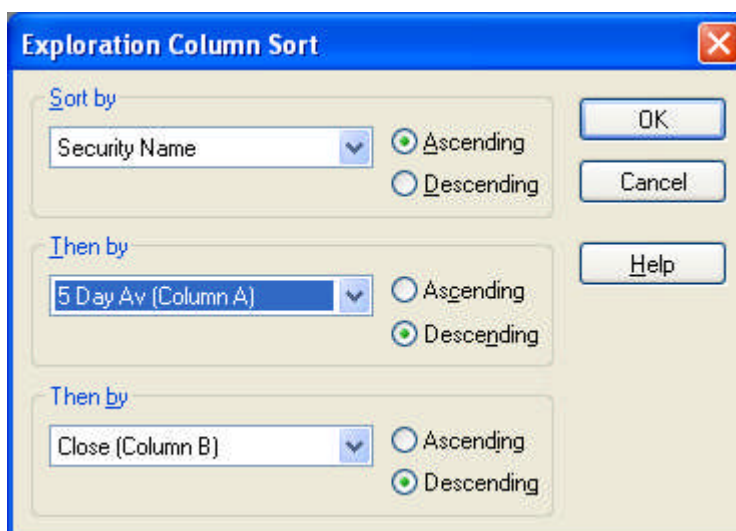 Exploration Column Sort
Sort by
Security Name
Ascending
Descending
OK
Cancel
Help
Then by
5 Day Av (Column A)
Ascending
Descending
Then by
Close (Column B)
Ascending
Descending